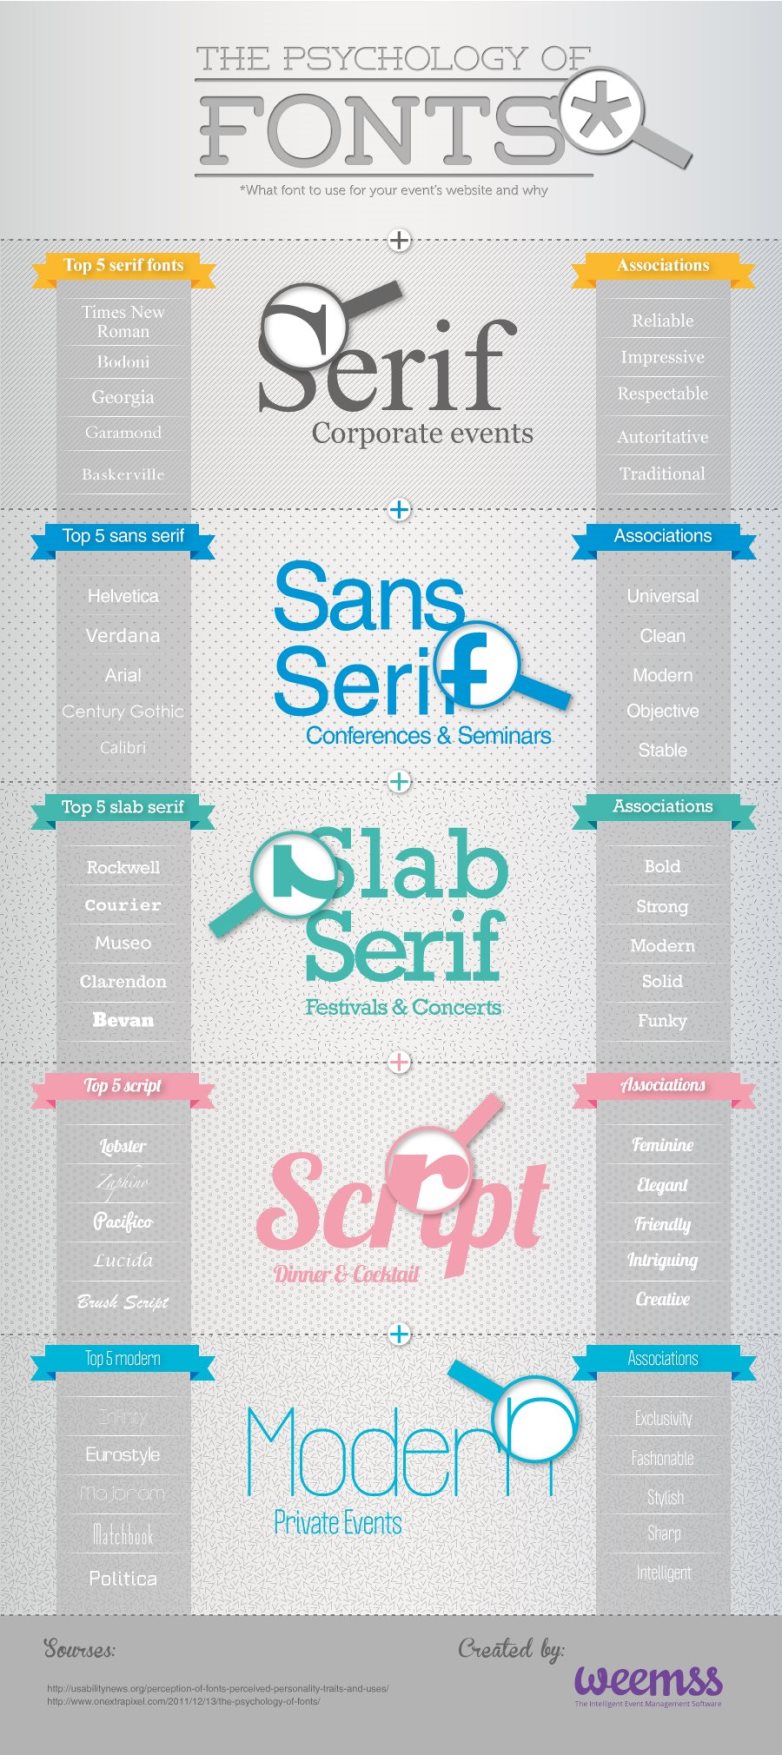 THE PSYCHOLOGY OF
FONTS*
*What font to use for your event's website and why
Top 5 serif fonts
Times New
Roman
Bodoni
Georgia
Garamond
Baskerville
Serif
Corporate events
Associations
Reliable
Impressive
Respectable
Autoritative
Traditional
Top 5 sans serif
Helvetica
Verdana
Arial
Century Gothic
Calibri
Sans
Serif
Conferences & Seminars
Associations
Universal
Clean
Modern
Objective
Stable
Top 5 slab serif
Rockwell
Courier
Museo
Clarendon
Bevan
Slab
Serif
Festivals & Concerts
Associations
Bold
Strong
Modern
Solid
Funky
Top 5 script
Lobster
Zaphino
Pacifico
Lucida
Brush Script
Script
Dinner & Cocktail
Associations
Feminine
Elegant
Friendly
Intriguing
Creative
Top 5 modern
Eurostyle
Majoram
Matchbook
Politica
Modern
Private Events
Associations
Exclusivity
Fashonable
Stylish
Sharp
Intelligent
Sourses:
http://usabilitynews.org/perception-of-fonts-perceived-personality-traits-and-uses/
http://www.onextrapixel.com/2011/12/13/the-psychology-of-fonts/
Created by:
weemss
The Intelligent Event Management Software